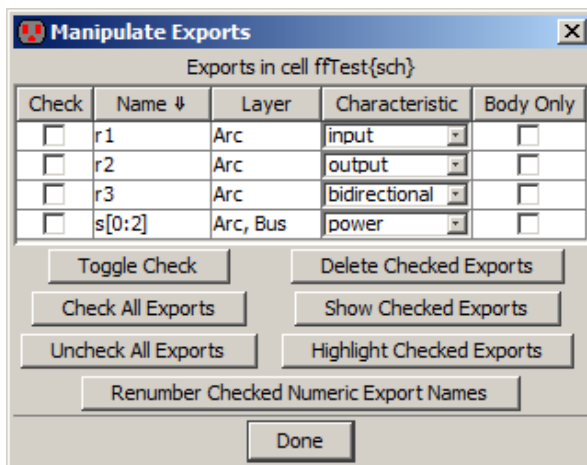 Manipulate Exports
Exports in cell ffTest{sch}
Check Name ⇓ Layer Characteristic Body Only
r1 Arc input
r2 Arc output
r3 Arc bidirectional
s[0:2] Arc, Bus power
Toggle Check Delete Checked Exports
Check All Exports Show Checked Exports
Uncheck All Exports Highlight Checked Exports
Renumber Checked Numeric Export Names
Done